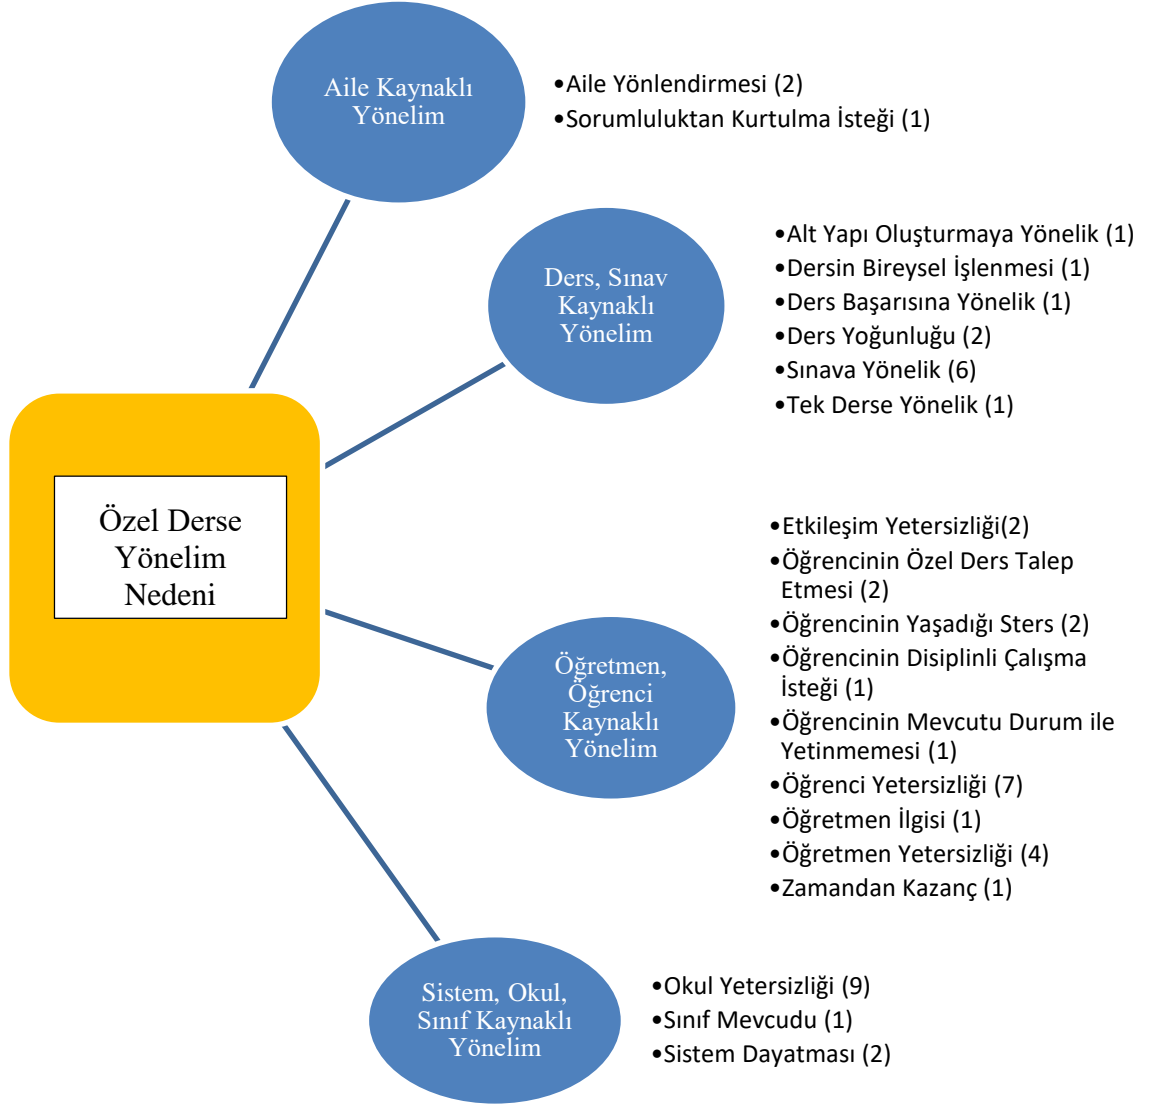 Aile Kaynaklı
Yönelim
•Aile Yönlendirmesi (2)
•Sorumluluktan Kurtulma İsteği (1)
Ders, Sınav
Kaynaklı
Yönelim
•Alt Yapı Oluşturmaya Yönelik (1)
•Dersin Bireysel İşlenmesi (1)
•Ders Başarısına Yönelik (1)
•Ders Yoğunluğu (2)
•Sınava Yönelik (6)
•Tek Derse Yönelik (1)
Özel Derse
Yönelim
Nedeni
Öğretmen,
Öğrenci
Kaynaklı
Yönelim
•Etkileşim Yetersizliği(2)
•Öğrencinin Özel Ders Talep
Etmesi (2)
•Öğrencinin Yaşadığı Sters (2)
•Öğrencinin Disiplinli Çalışma
İsteği (1)
•Öğrencinin Mevcutu Durum ile
Yetinmemesi (1)
•Öğrenci Yetersizliği (7)
•Öğretmen İlgisi (1)
•Öğretmen Yetersizliği (4)
•Zamandan Kazanç (1)
Sistem, Okul,
Sınıf Kaynaklı
Yönelim
•Okul Yetersizliği (9)
•Sınıf Mevcudu (1)
•Sistem Dayatması (2)